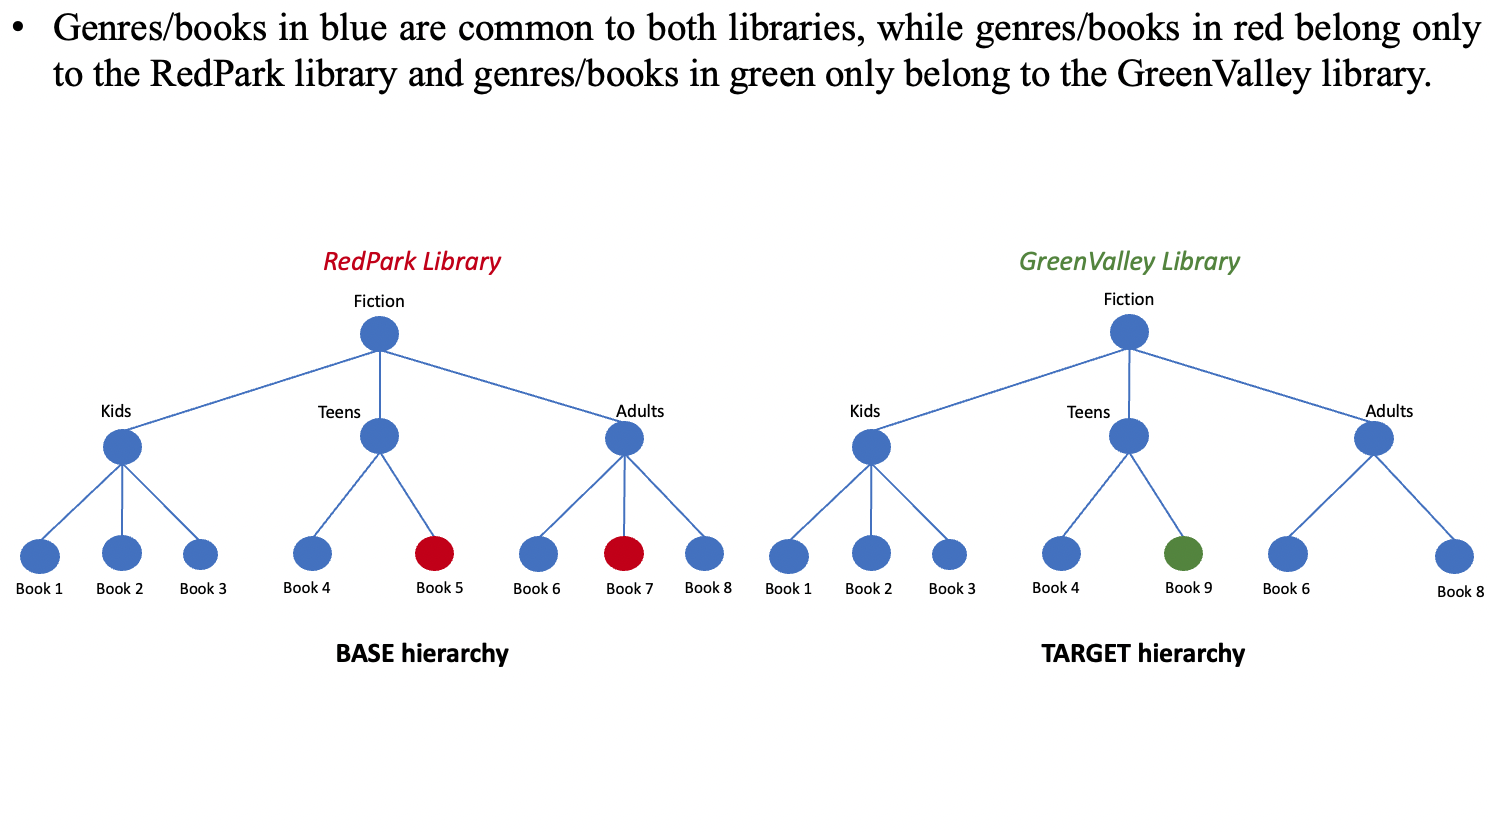 • Genres/books in blue are common to both libraries, while genres/books in red belong only
to the RedPark library and genres/books in green only belong to the GreenValley library.
RedPark Library
Fiction
Kids
Teens
Adults
Book 1
Book 2
Book 3
Book 4
Book 5
Book 6
Book 7
Book 8
BASE hierarchy
GreenValley Library
Fiction
Kids
Teens
Adults
Book 1
Book 2
Book 3
Book 4
Book 9
Book 6
Book 8
TARGET hierarchy